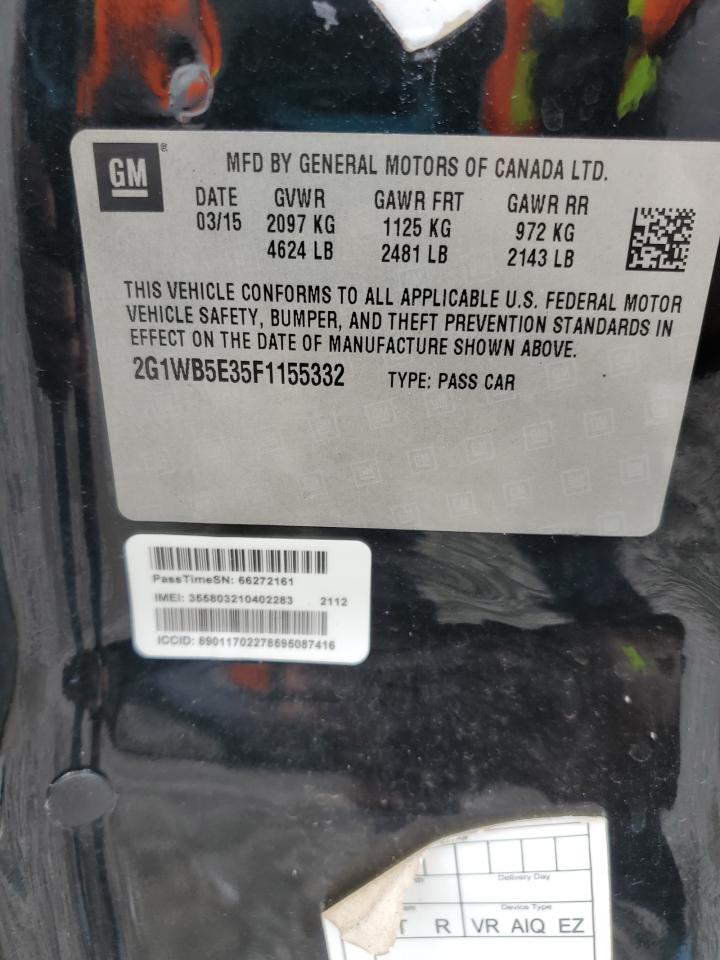 GM ® MFD BY GENERAL MOTORS OF CANADA LTD.
DATE GVWR GAWR FRT GAWR RR
03/15 2097 KG 1125 KG 972 KG
4624 LB 2481 LB 2143 LB
THIS VEHICLE CONFORMS TO ALL APPLICABLE U.S. FEDERAL MOTOR
VEHICLE SAFETY, BUMPER, AND THEFT PREVENTION STANDARDS IN
EFFECT ON THE DATE OF MANUFACTURE SHOWN ABOVE.
2G1WB5E35F1155332 TYPE: PASS CAR
PassTimeSN: 66272161
IMEI: 355803210402283 2112
ICCID: 89011702278595087416
Delivery Day
Device Type
T R VR AIQ EZ